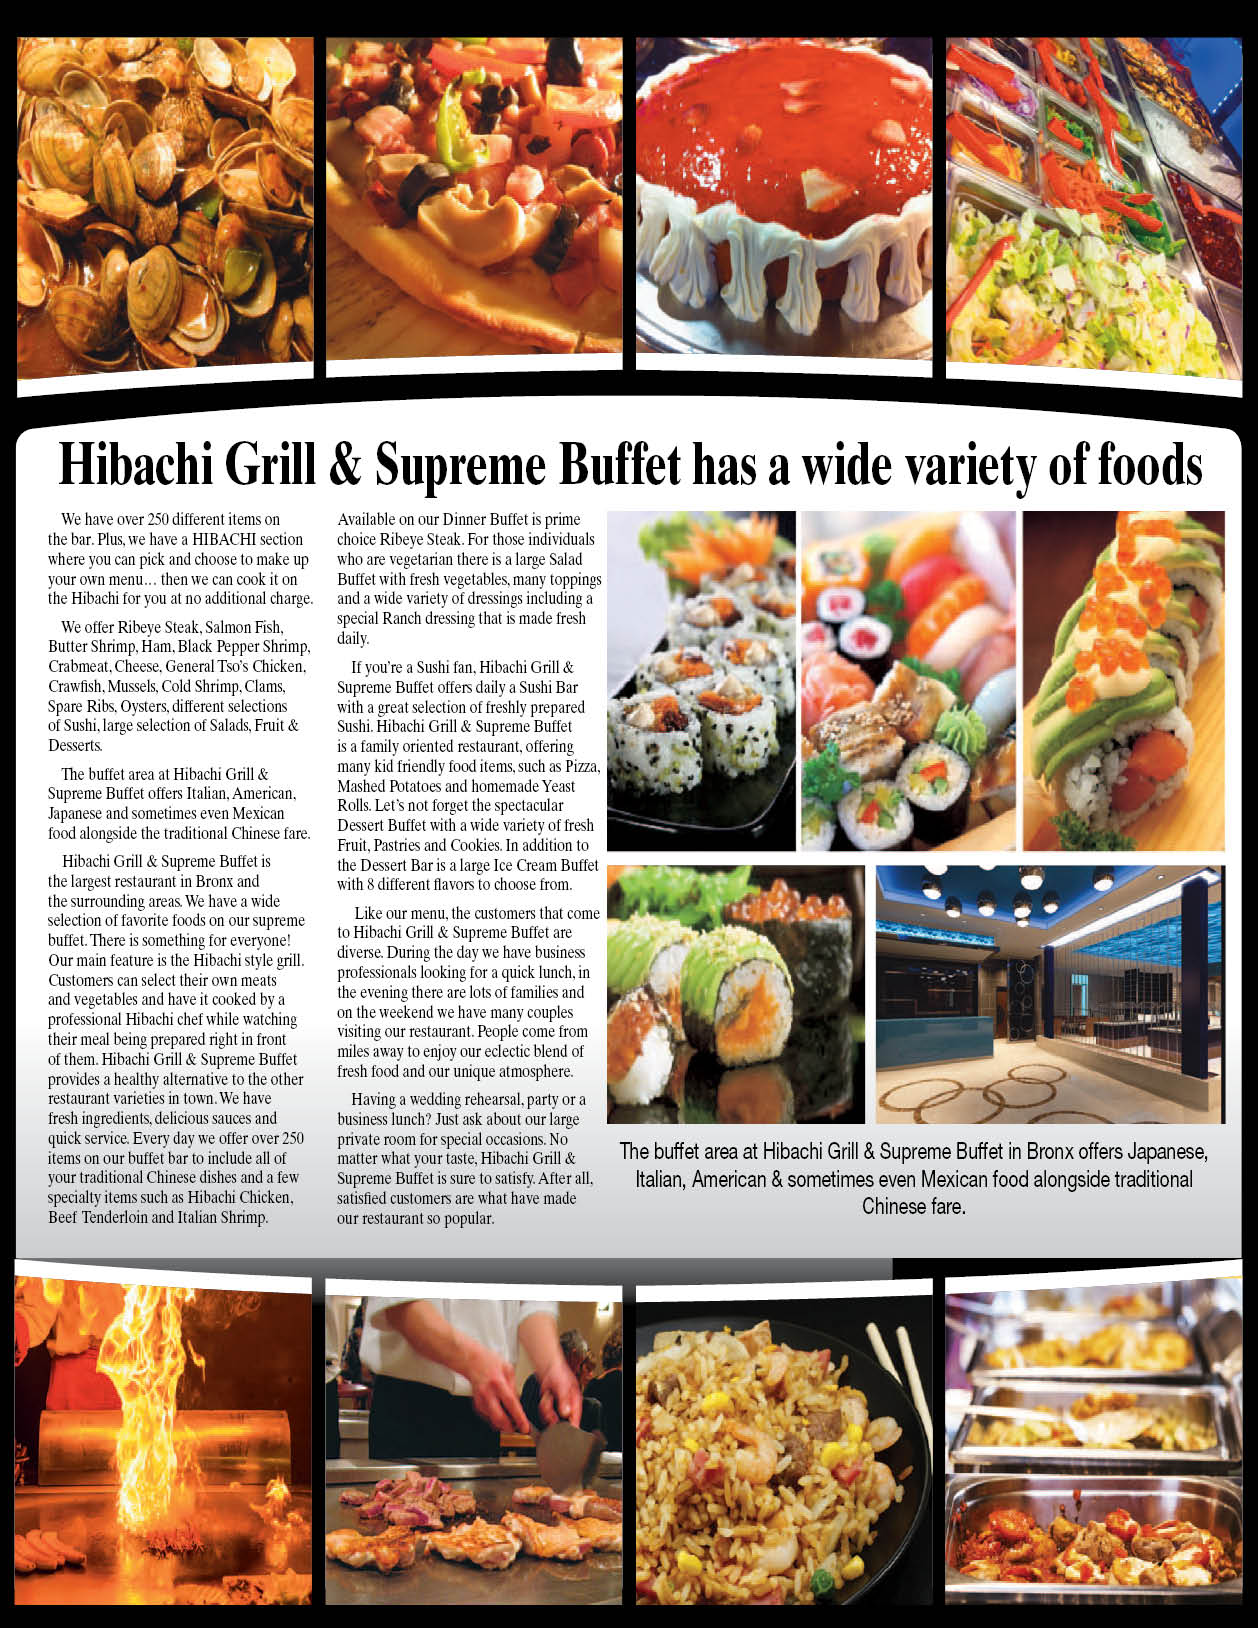 Hibachi Grill & Supreme Buffet has a wide variety of foods
We have over 250 different items on
the bar. Plus, we have a HIBACHI section
where you can pick and choose to make up
your own menu… then we can cook it on
the Hibachi for you at no additional charge.
We offer Ribeye Steak, Salmon Fish,
Butter Shrimp, Ham, Black Pepper Shrimp,
Crabmeat, Cheese, General Tso's Chicken,
Crawfish, Mussels, Cold Shrimp, Clams,
Spare Ribs, Oysters, different selections
of Sushi, large selection of Salads, Fruit &
Desserts.
The buffet area at Hibachi Grill &
Supreme Buffet offers Italian, American,
Japanese and sometimes even Mexican
food alongside the traditional Chinese fare.
Hibachi Grill & Supreme Buffet is
the largest restaurant in Bronx and
the surrounding areas. We have a wide
selection of favorite foods on our supreme
buffet. There is something for everyone!
Our main feature is the Hibachi style grill.
Customers can select their own meats
and vegetables and have it cooked by a
professional Hibachi chef while watching
their meal being prepared right in front
of them. Hibachi Grill & Supreme Buffet
provides a healthy alternative to the other
restaurant varieties in town. We have
fresh ingredients, delicious sauces and
quick service. Every day we offer over 250
items on our buffet bar to include all of
your traditional Chinese dishes and a few
specialty items such as Hibachi Chicken,
Beef Tenderloin and Italian Shrimp.
Available on our Dinner Buffet is prime
choice Ribeye Steak. For those individuals
who are vegetarian there is a large Salad
Buffet with fresh vegetables, many toppings
and a wide variety of dressings including a
special Ranch dressing that is made fresh
daily.
If you're a Sushi fan, Hibachi Grill &
Supreme Buffet offers daily a Sushi Bar
with a great selection of freshly prepared
Sushi. Hibachi Grill & Supreme Buffet
is a family oriented restaurant, offering
many kid friendly food items, such as Pizza,
Mashed Potatoes and homemade Yeast
Rolls. Let's not forget the spectacular
Dessert Buffet with a wide variety of fresh
Fruit, Pastries and Cookies. In addition to
the Dessert Bar is a large Ice Cream Buffet
with 8 different flavors to choose from.
Like our menu, the customers that come
to Hibachi Grill & Supreme Buffet are
diverse. During the day we have business
professionals looking for a quick lunch, in
the evening there are lots of families and
on the weekend we have many couples
visiting our restaurant. People come from
miles away to enjoy our eclectic blend of
fresh food and our unique atmosphere.
Having a wedding rehearsal, party or a
business lunch? Just ask about our large
private room for special occasions. No
matter what your taste, Hibachi Grill &
Supreme Buffet is sure to satisfy. After all,
satisfied customers are what have made
our restaurant so popular.
The buffet area at Hibachi Grill & Supreme Buffet in Bronx offers Japanese,
Italian, American & sometimes even Mexican food alongside traditional
Chinese fare.